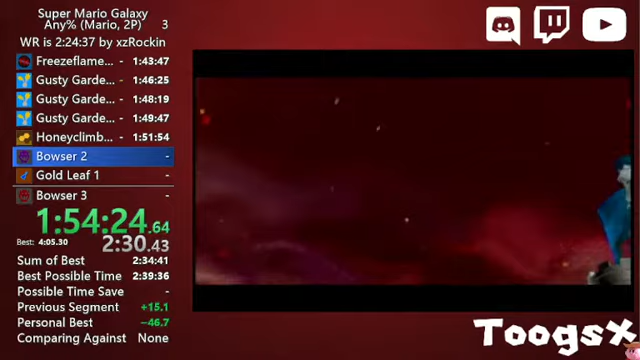 Super Mario Galaxy
Any% (Mario, 2P) 3
WR is 2:24:37 by xzRockin
Freezeflame... - 1:43:47
Gusty Garde... - 1:46:25
Gusty Garde... - 1:48:19
Gusty Garde... - 1:49:47
Honeyclimb... - 1:51:54
Bowser 2 -
Gold Leaf 1 -
Bowser 3 -
1:54:24.64
Best: 4:05.30 2:30.43
Sum of Best 2:34:41
Best Possible Time 2:39:36
Possible Time Save -
Previous Segment +15.1
Personal Best −46.7
Comparing Against None
ToogsX